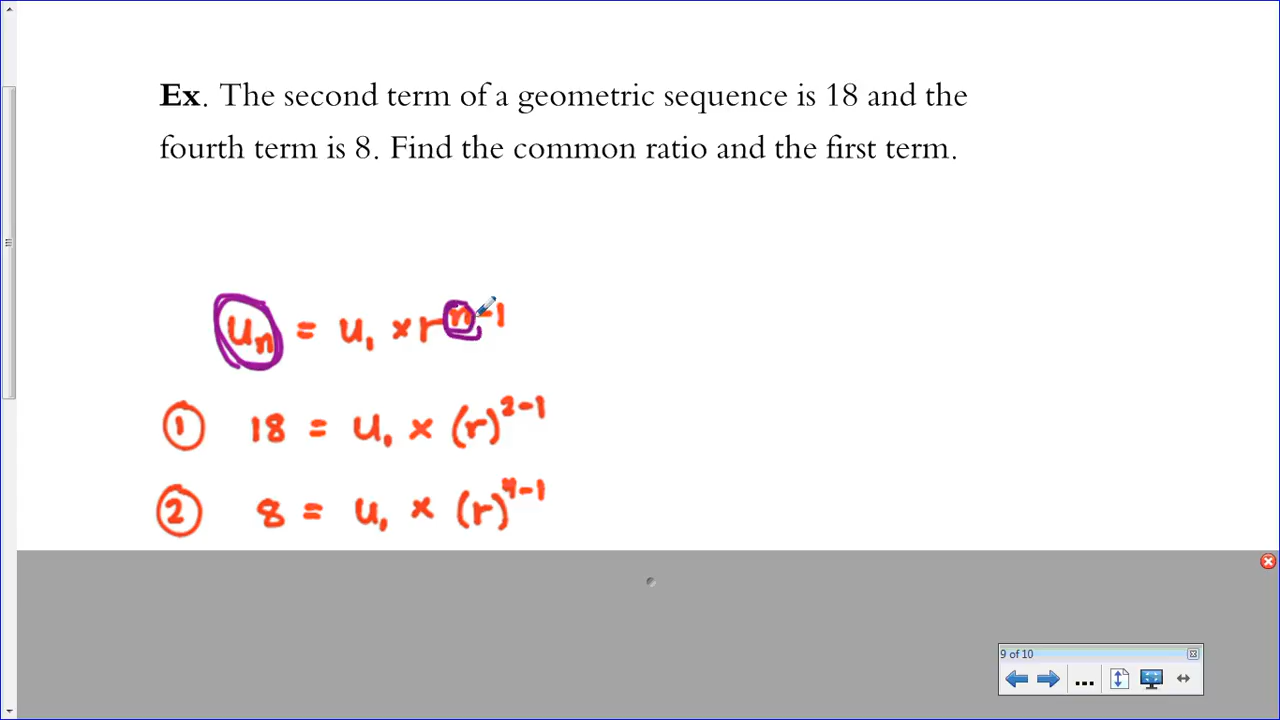 Ex. The second term of a geometric sequence is 18 and the
fourth term is 8. Find the common ratio and the first term.
uₙ = u₁ × r^(n-1)
① 18 = u₁ × (r)^(2-1)
② 8 = u₁ × (r)^(4-1)
9 of 10
...